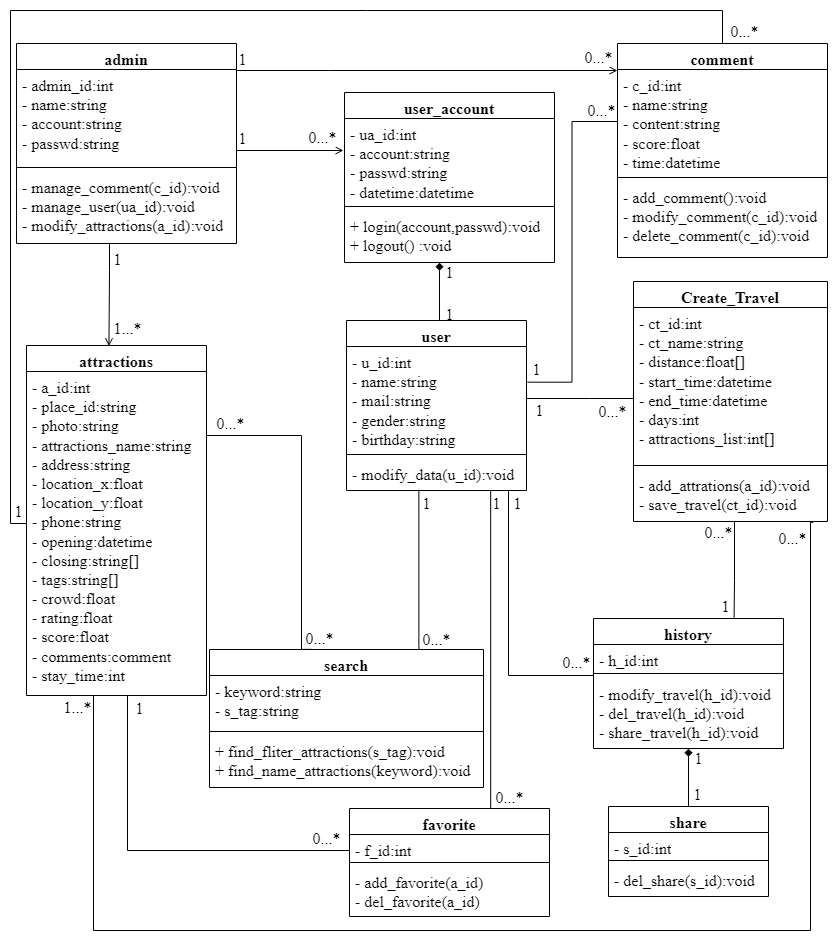 admin
- admin_id:int
- name:string
- account:string
- passwd:string
- manage_comment(c_id):void
- manage_user(ua_id):void
- modify_attractions(a_id):void
1
0...*
1
0...*
1
1...*
user_account
- ua_id:int
- account:string
- passwd:string
- datetime:datetime
+ login(account,passwd):void
+ logout() :void
1
1
0...*
comment
- c_id:int
- name:string
- content:string
- score:float
- time:datetime
- add_comment():void
- modify_comment(c_id):void
- delete_comment(c_id):void
0...*
user
- u_id:int
- name:string
- mail:string
- gender:string
- birthday:string
- modify_data(u_id):void
1
1
0...*
1
1
1
Create_Travel
- ct_id:int
- ct_name:string
- distance:float[]
- start_time:datetime
- end_time:datetime
- days:int
- attractions_list:int[]
- add_attrations(a_id):void
- save_travel(ct_id):void
0...*
0...*
1
attractions
- a_id:int
- place_id:string
- photo:string
- attractions_name:string
- address:string
- location_x:float
- location_y:float
- phone:string
- opening:datetime
- closing:string[]
- tags:string[]
- crowd:float
- rating:float
- score:float
- comments:comment
- stay_time:int
0...*
1
1...*
1
0...*
0...*
search
- keyword:string
- s_tag:string
+ find_fliter_attractions(s_tag):void
+ find_name_attractions(keyword):void
0...*
history
- h_id:int
- modify_travel(h_id):void
- del_travel(h_id):void
- share_travel(h_id):void
1
1
0...*
0...*
favorite
- f_id:int
- add_favorite(a_id)
- del_favorite(a_id)
share
- s_id:int
- del_share(s_id):void